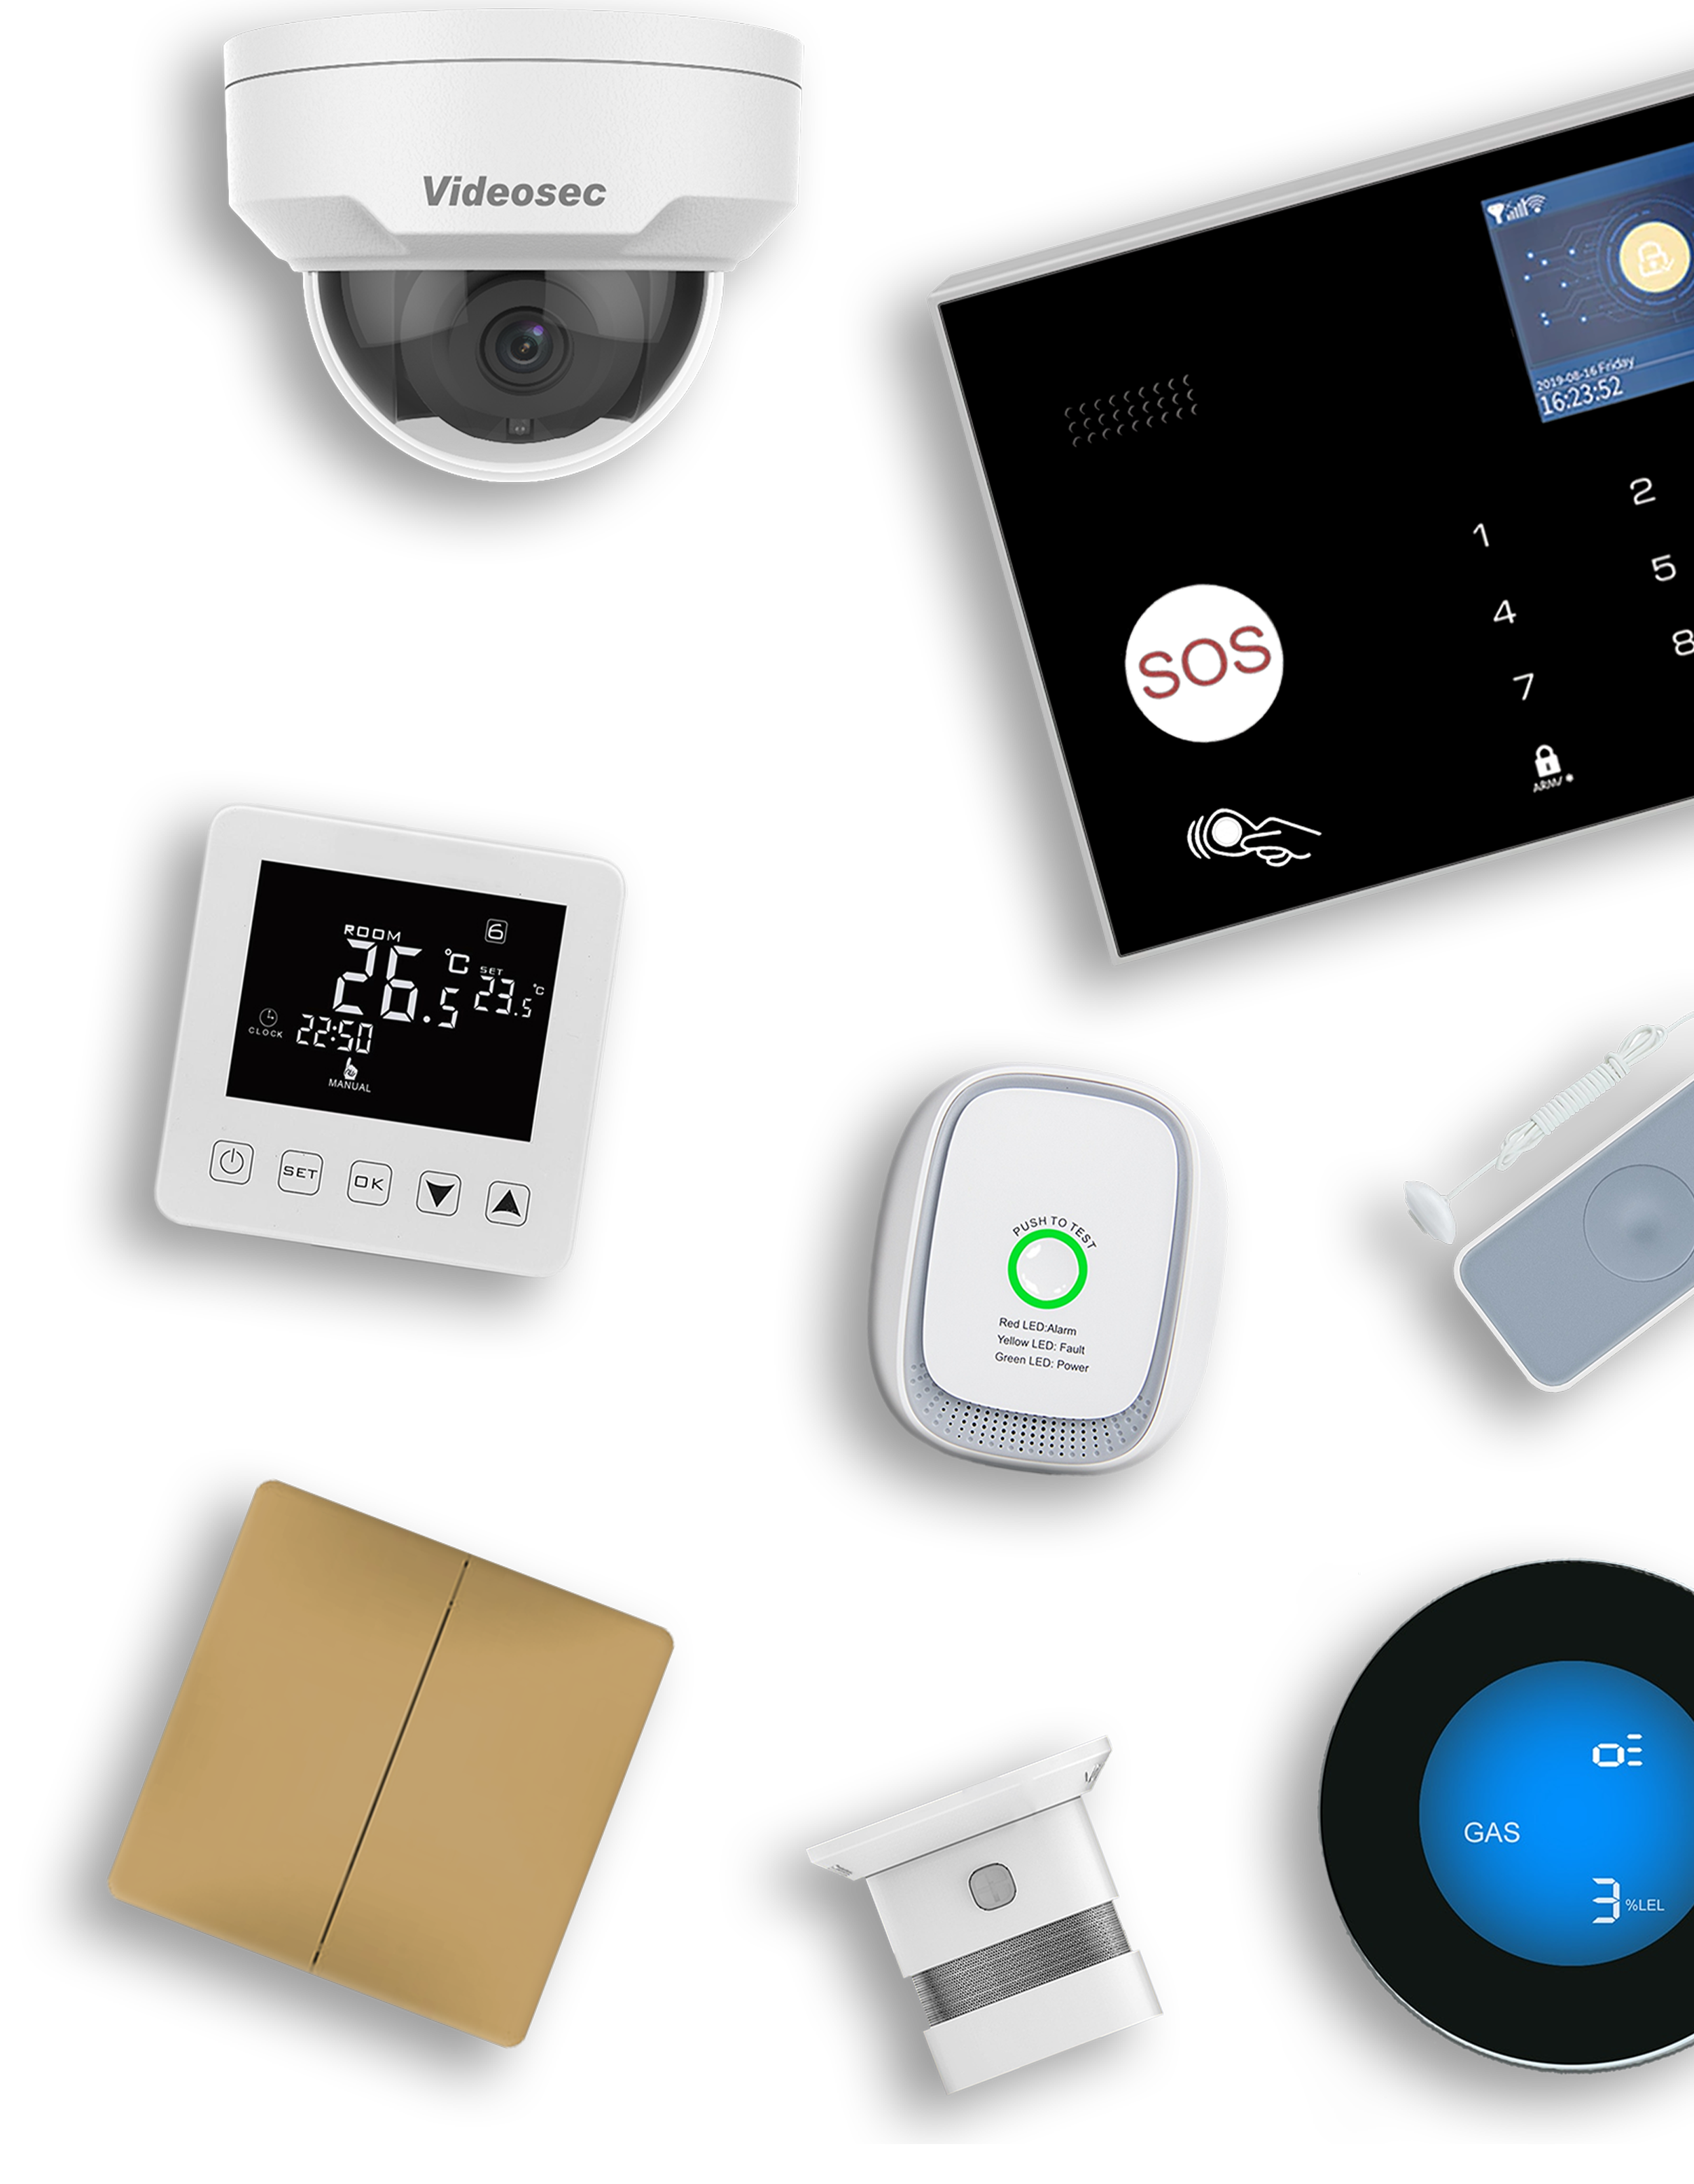 Videosec
2019-08-16 Friday
16:23:52
1
2
4
5
7
8
SOS
ARM/
ROOM
6
26.5 °C
SET
23.5 °C
CLOCK
22:50
MANUAL
SET
OK
PUSH TO TEST
Red LED:Alarm
Yellow LED: Fault
Green LED: Power
GAS
3 %LEL